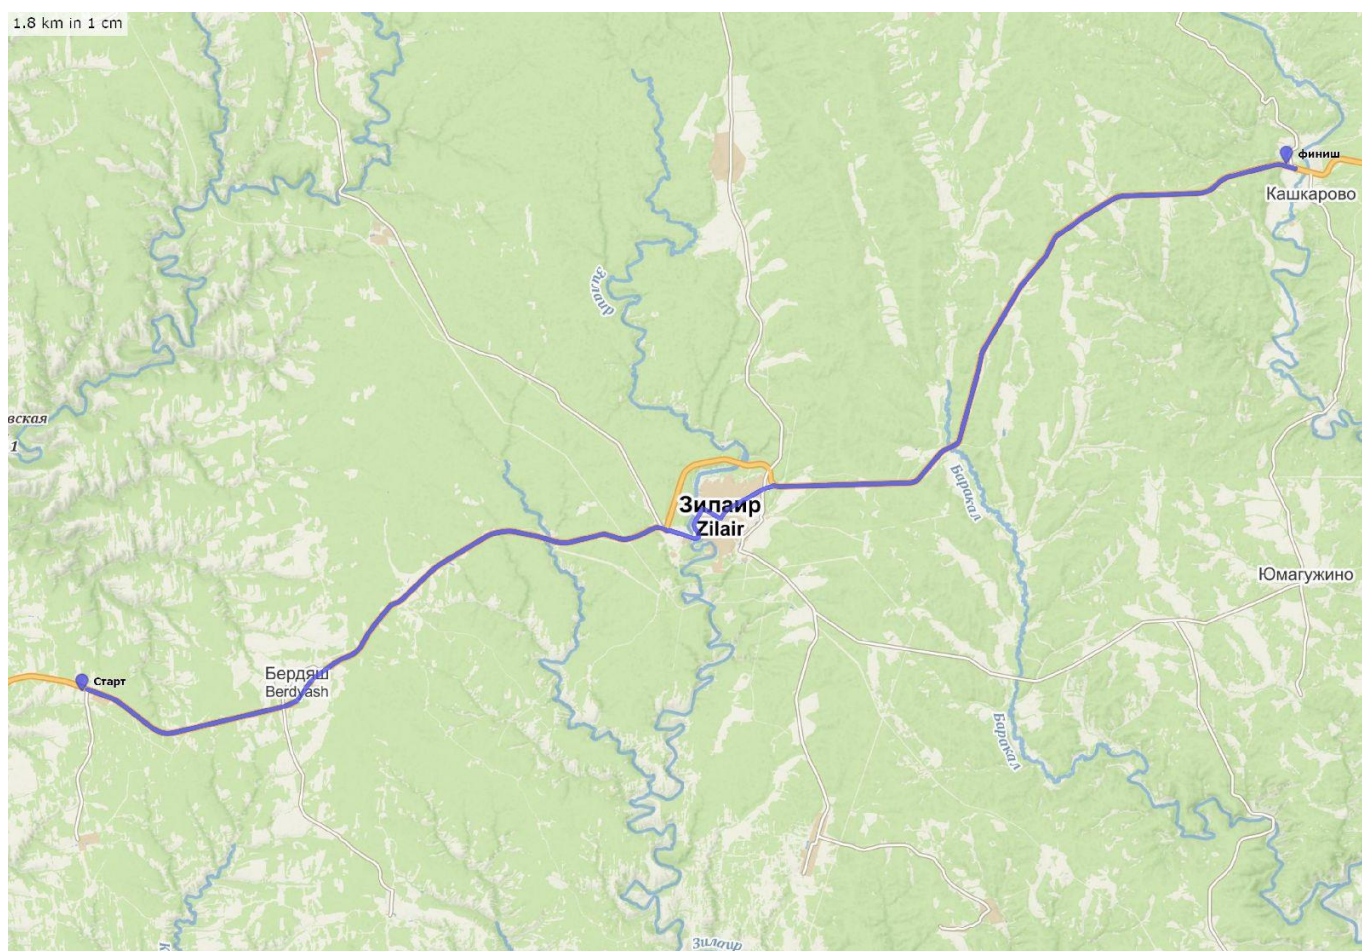 1.8 km in 1 cm
финиш
Кашкарово
Зилаир
вская
1
Баракал
Зилаир
Zilair
Юмагужино
Бердяш
Berdyash
Старт
Баракал
Зилаир